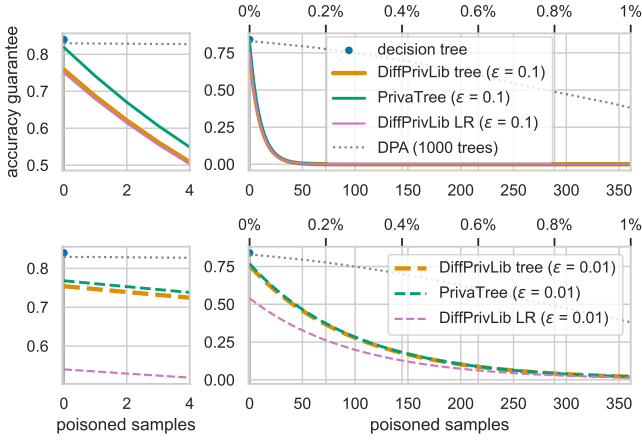 0% 0.2% 0.4% 0.6% 0.8% 1%
accuracy guarantee
0.8
0.7
0.6
0.5
0 2 4
0.75
0.50
0.25
0.00
0 50 100 150 200 250 300 350
decision tree
DiffPrivLib tree (ε = 0.1)
PrivaTree (ε = 0.1)
DiffPrivLib LR (ε = 0.1)
DPA (1000 trees)
0% 0.2% 0.4% 0.6% 0.8% 1%
0.8
0.7
0.6
0 2 4
poisoned samples
0.75
0.50
0.25
0.00
0 50 100 150 200 250 300 350
poisoned samples
DiffPrivLib tree (ε = 0.01)
PrivaTree (ε = 0.01)
DiffPrivLib LR (ε = 0.01)